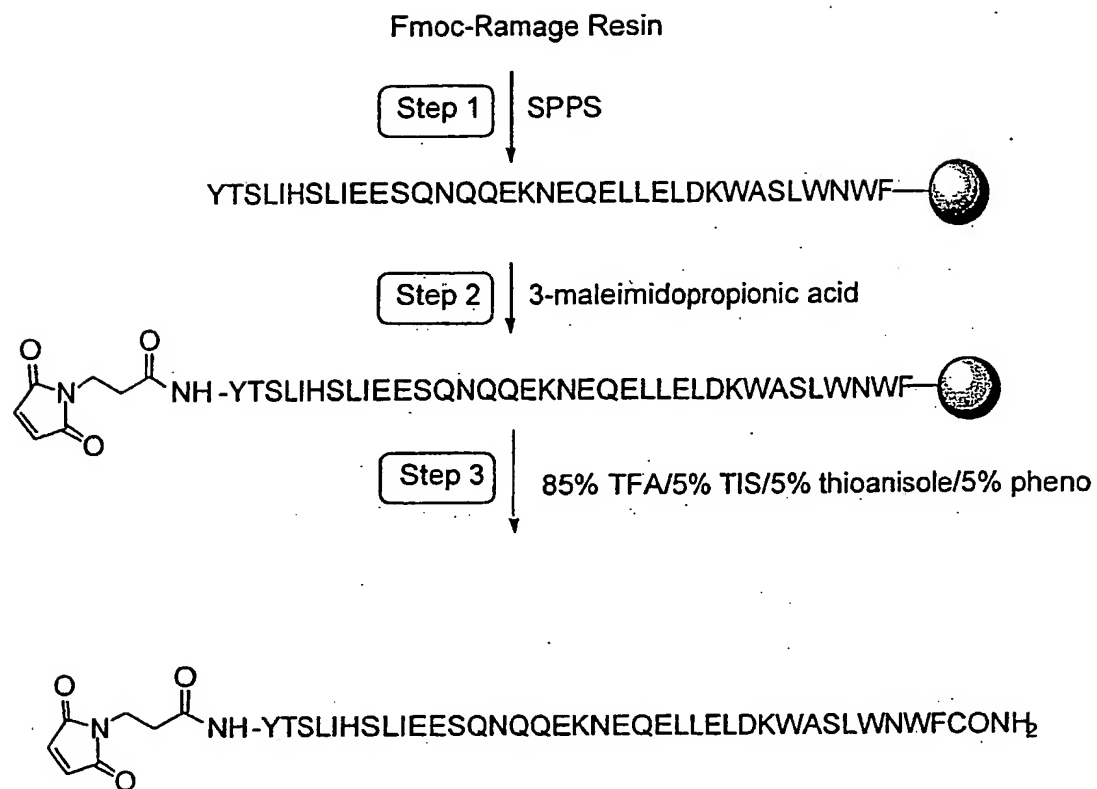 Fmoc-Ramage Resin
Step 1 SPPS
YTSLIHSLIEESQNQQEKNEQELLELDKWASLWNWF
Step 2 3-maleimidopropionic acid
O O
N NH-YTSLIHSLIEESQNQQEKNEQELLELDKWASLWNWF
O
Step 3 85% TFA/5% TIS/5% thioanisole/5% pheno
O O
N NH-YTSLIHSLIEESQNQQEKNEQELLELDKWASLWNWFCONH2
O